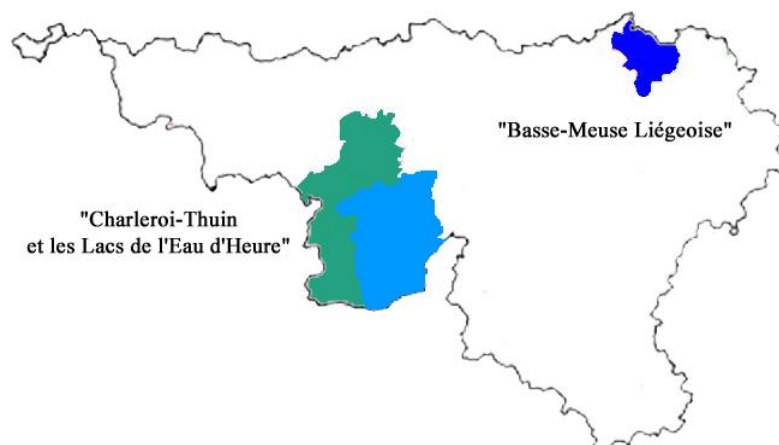 "Basse-Meuse Liégeoise"
"Charleroi-Thuin
et les Lacs de l'Eau d'Heure"